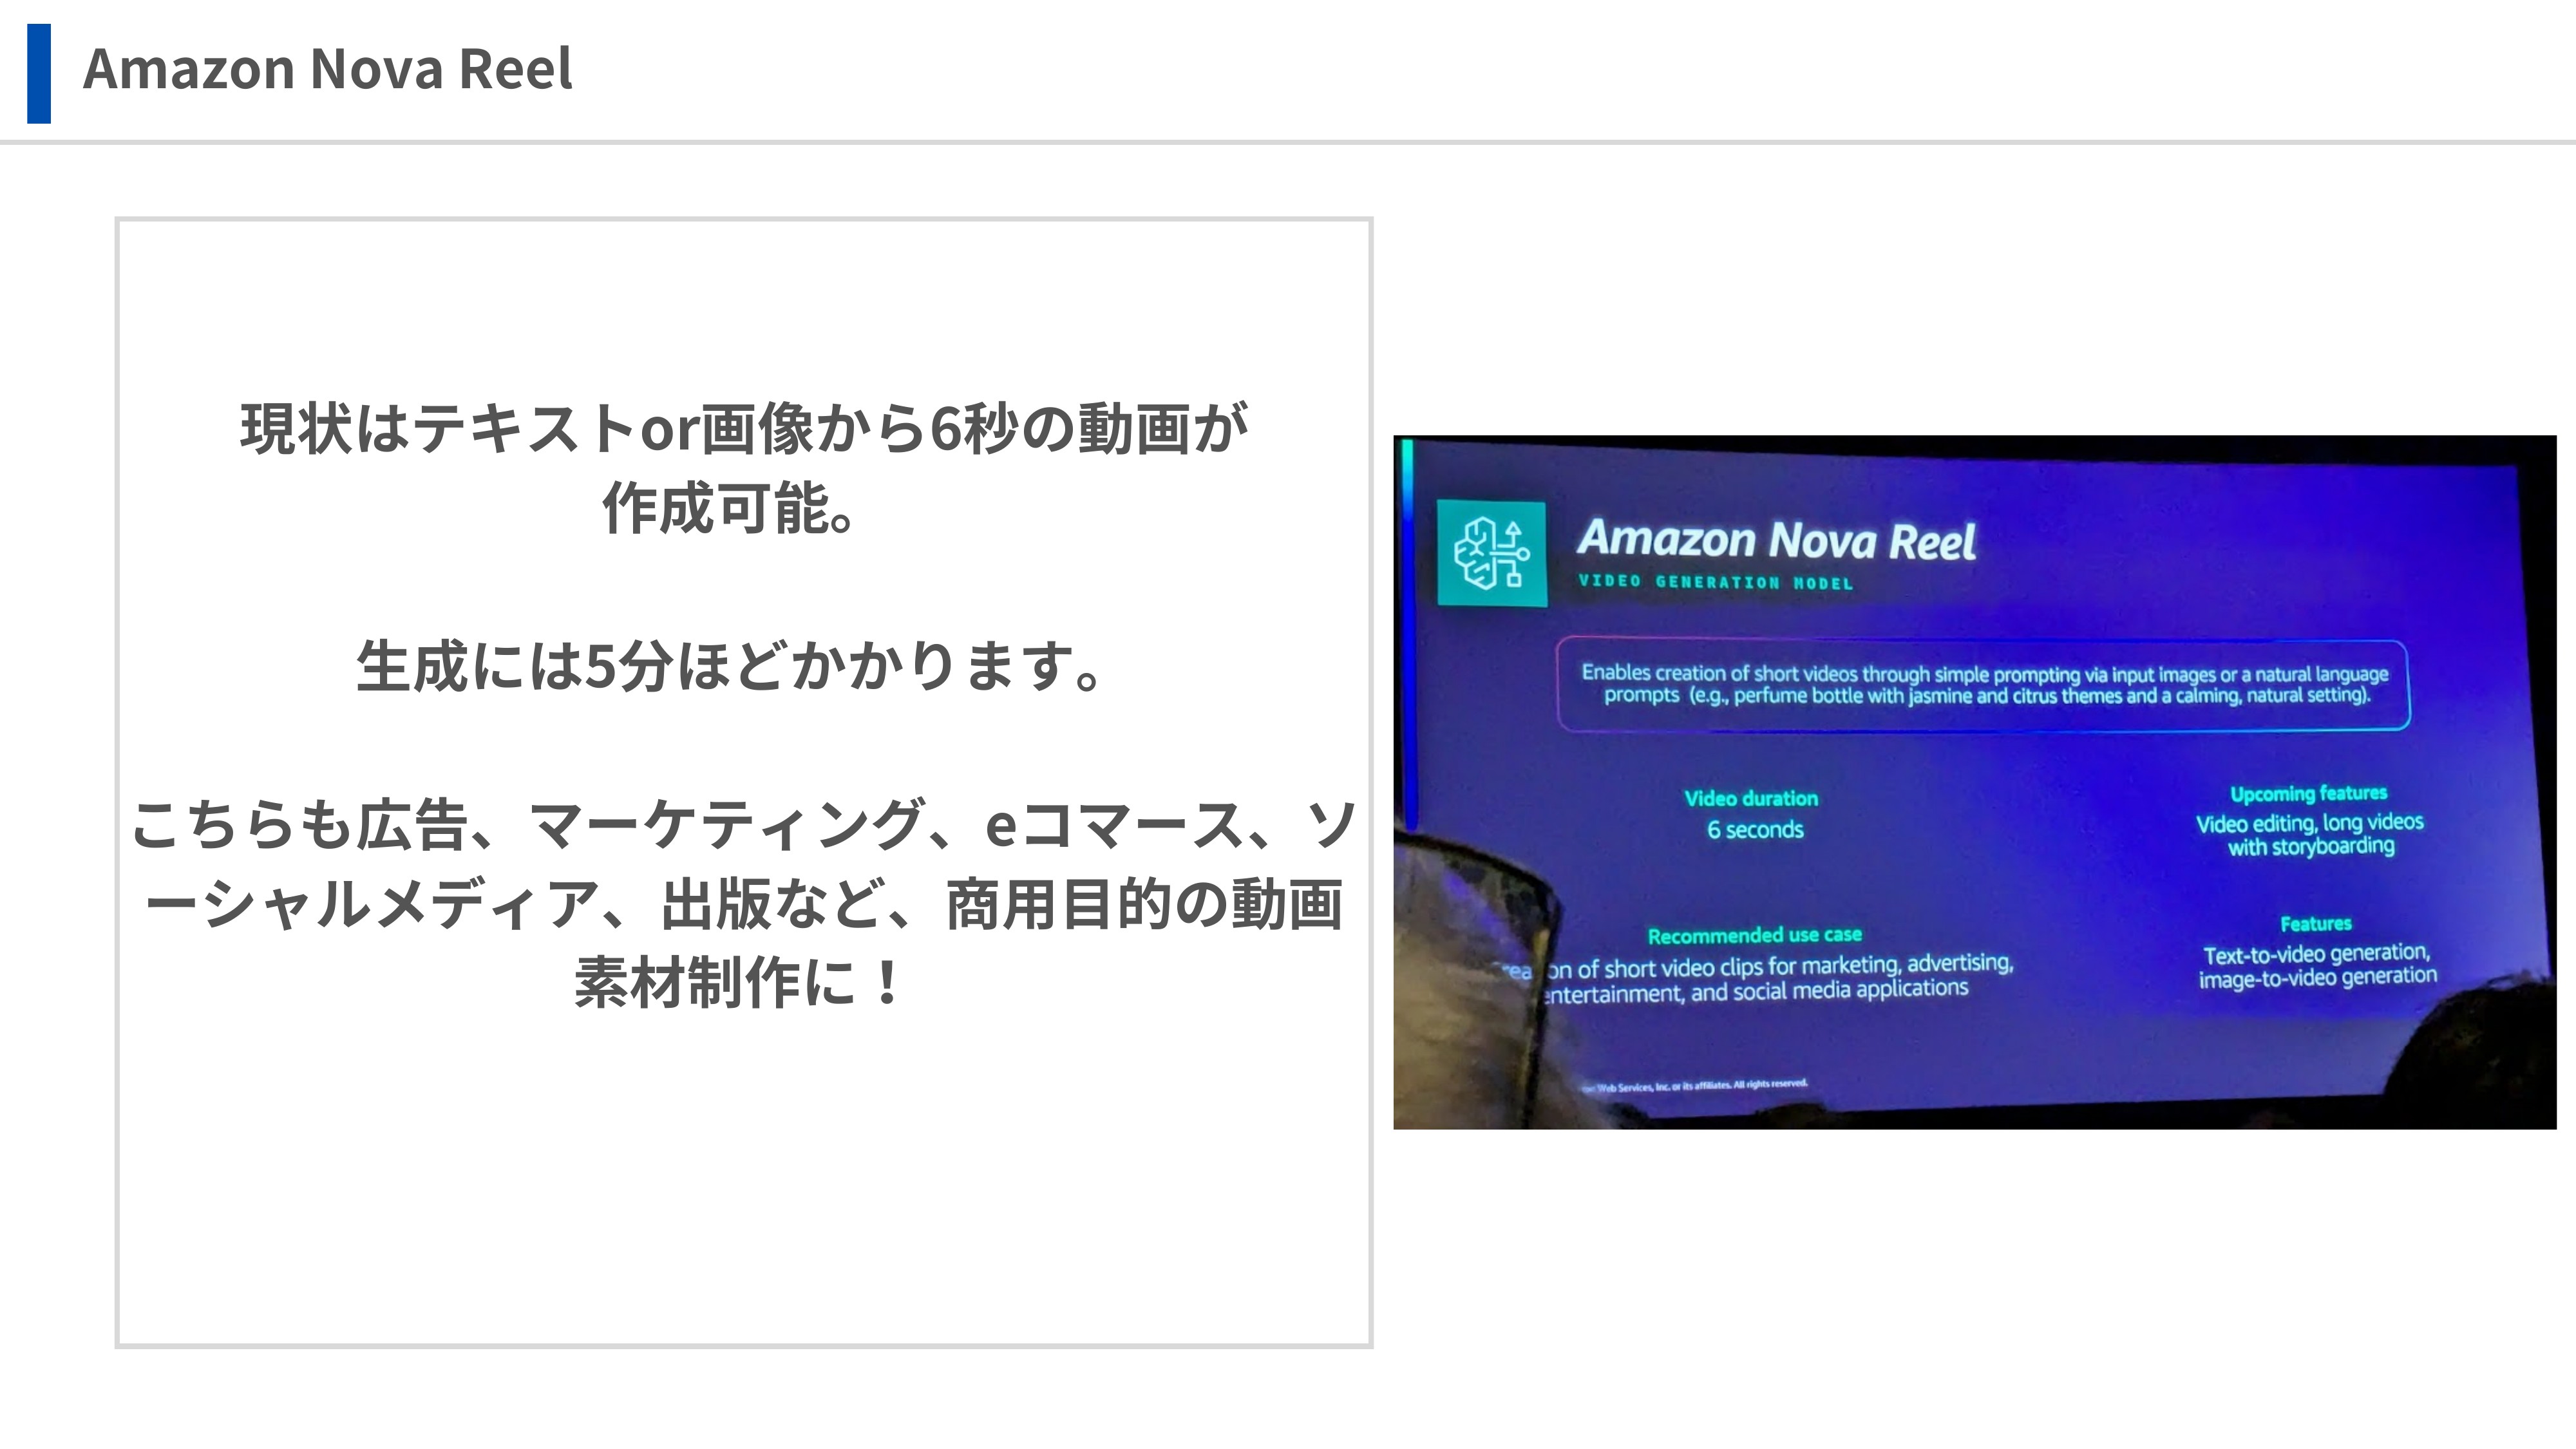 Amazon Nova Reel
現状はテキストor画像から6秒の動画が
作成可能。
生成には5分ほどかかります。
こちらも広告、マーケティング、eコマース、ソ
ーシャルメディア、出版など、商用目的の動画
素材制作に！
Amazon Nova Reel
VIDEO GENERATION MODEL
Enables creation of short videos through simple prompting via input images or a natural language
prompts (e.g., perfume bottle with jasmine and citrus themes and a calming, natural setting).
Video duration
6 seconds
Upcoming features
Video editing, long videos
with storyboarding
Recommended use case
of short video clips for marketing, advertising,
entertainment, and social media applications
Features
Text-to-video generation,
image-to-video generation
Web Services, Inc. or its affiliates. All rights reserved.